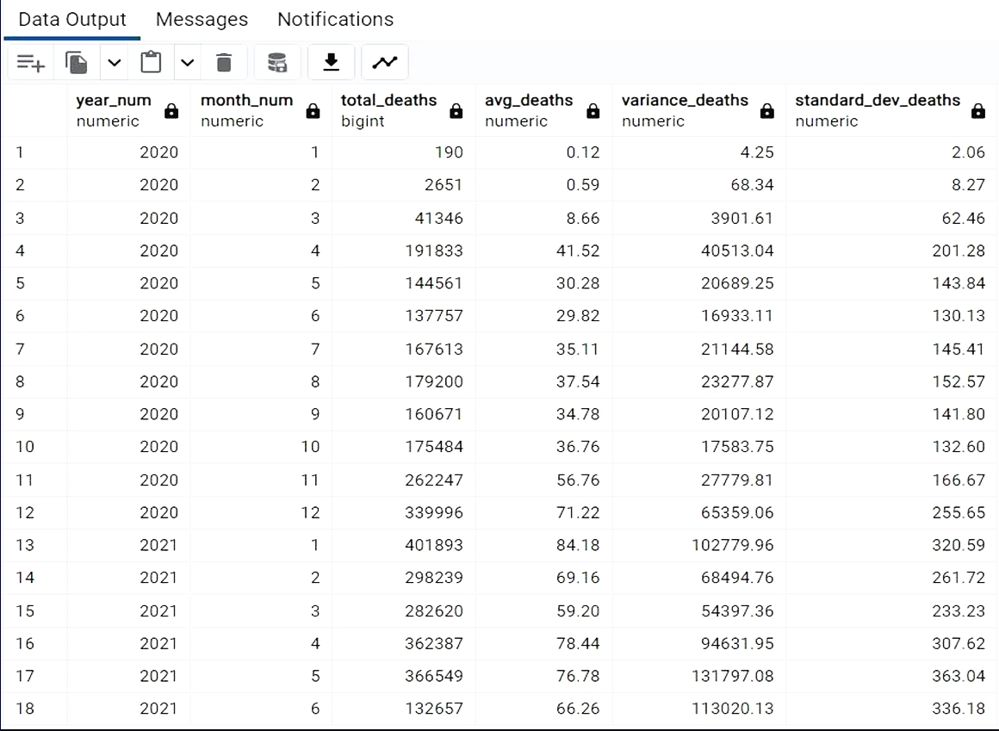 Data Output Messages Notifications
year_num month_num total_deaths avg_deaths variance_deaths standard_dev_deaths
numeric numeric bigint numeric numeric numeric
1 2020 1 190 0.12 4.25 2.06
2 2020 2 2651 0.59 68.34 8.27
3 2020 3 41346 8.66 3901.61 62.46
4 2020 4 191833 41.52 40513.04 201.28
5 2020 5 144561 30.28 20689.25 143.84
6 2020 6 137757 29.82 16933.11 130.13
7 2020 7 167613 35.11 21144.58 145.41
8 2020 8 179200 37.54 23277.87 152.57
9 2020 9 160671 34.78 20107.12 141.80
10 2020 10 175484 36.76 17583.75 132.60
11 2020 11 262247 56.76 27779.81 166.67
12 2020 12 339996 71.22 65359.06 255.65
13 2021 1 401893 84.18 102779.96 320.59
14 2021 2 298239 69.16 68494.76 261.72
15 2021 3 282620 59.20 54397.36 233.23
16 2021 4 362387 78.44 94631.95 307.62
17 2021 5 366549 76.78 131797.08 363.04
18 2021 6 132657 66.26 113020.13 336.18